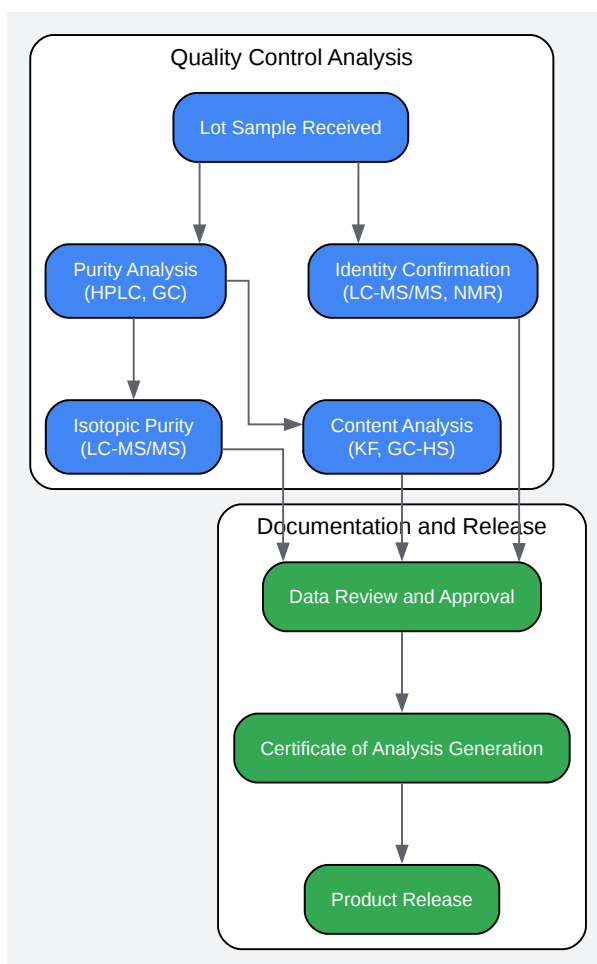 Quality Control Analysis
Lot Sample Received
Purity Analysis
(HPLC, GC)
Identity Confirmation
(LC-MS/MS, NMR)
Isotopic Purity
(LC-MS/MS)
Content Analysis
(KF, GC-HS)
Documentation and Release
Data Review and Approval
Certificate of Analysis Generation
Product Release